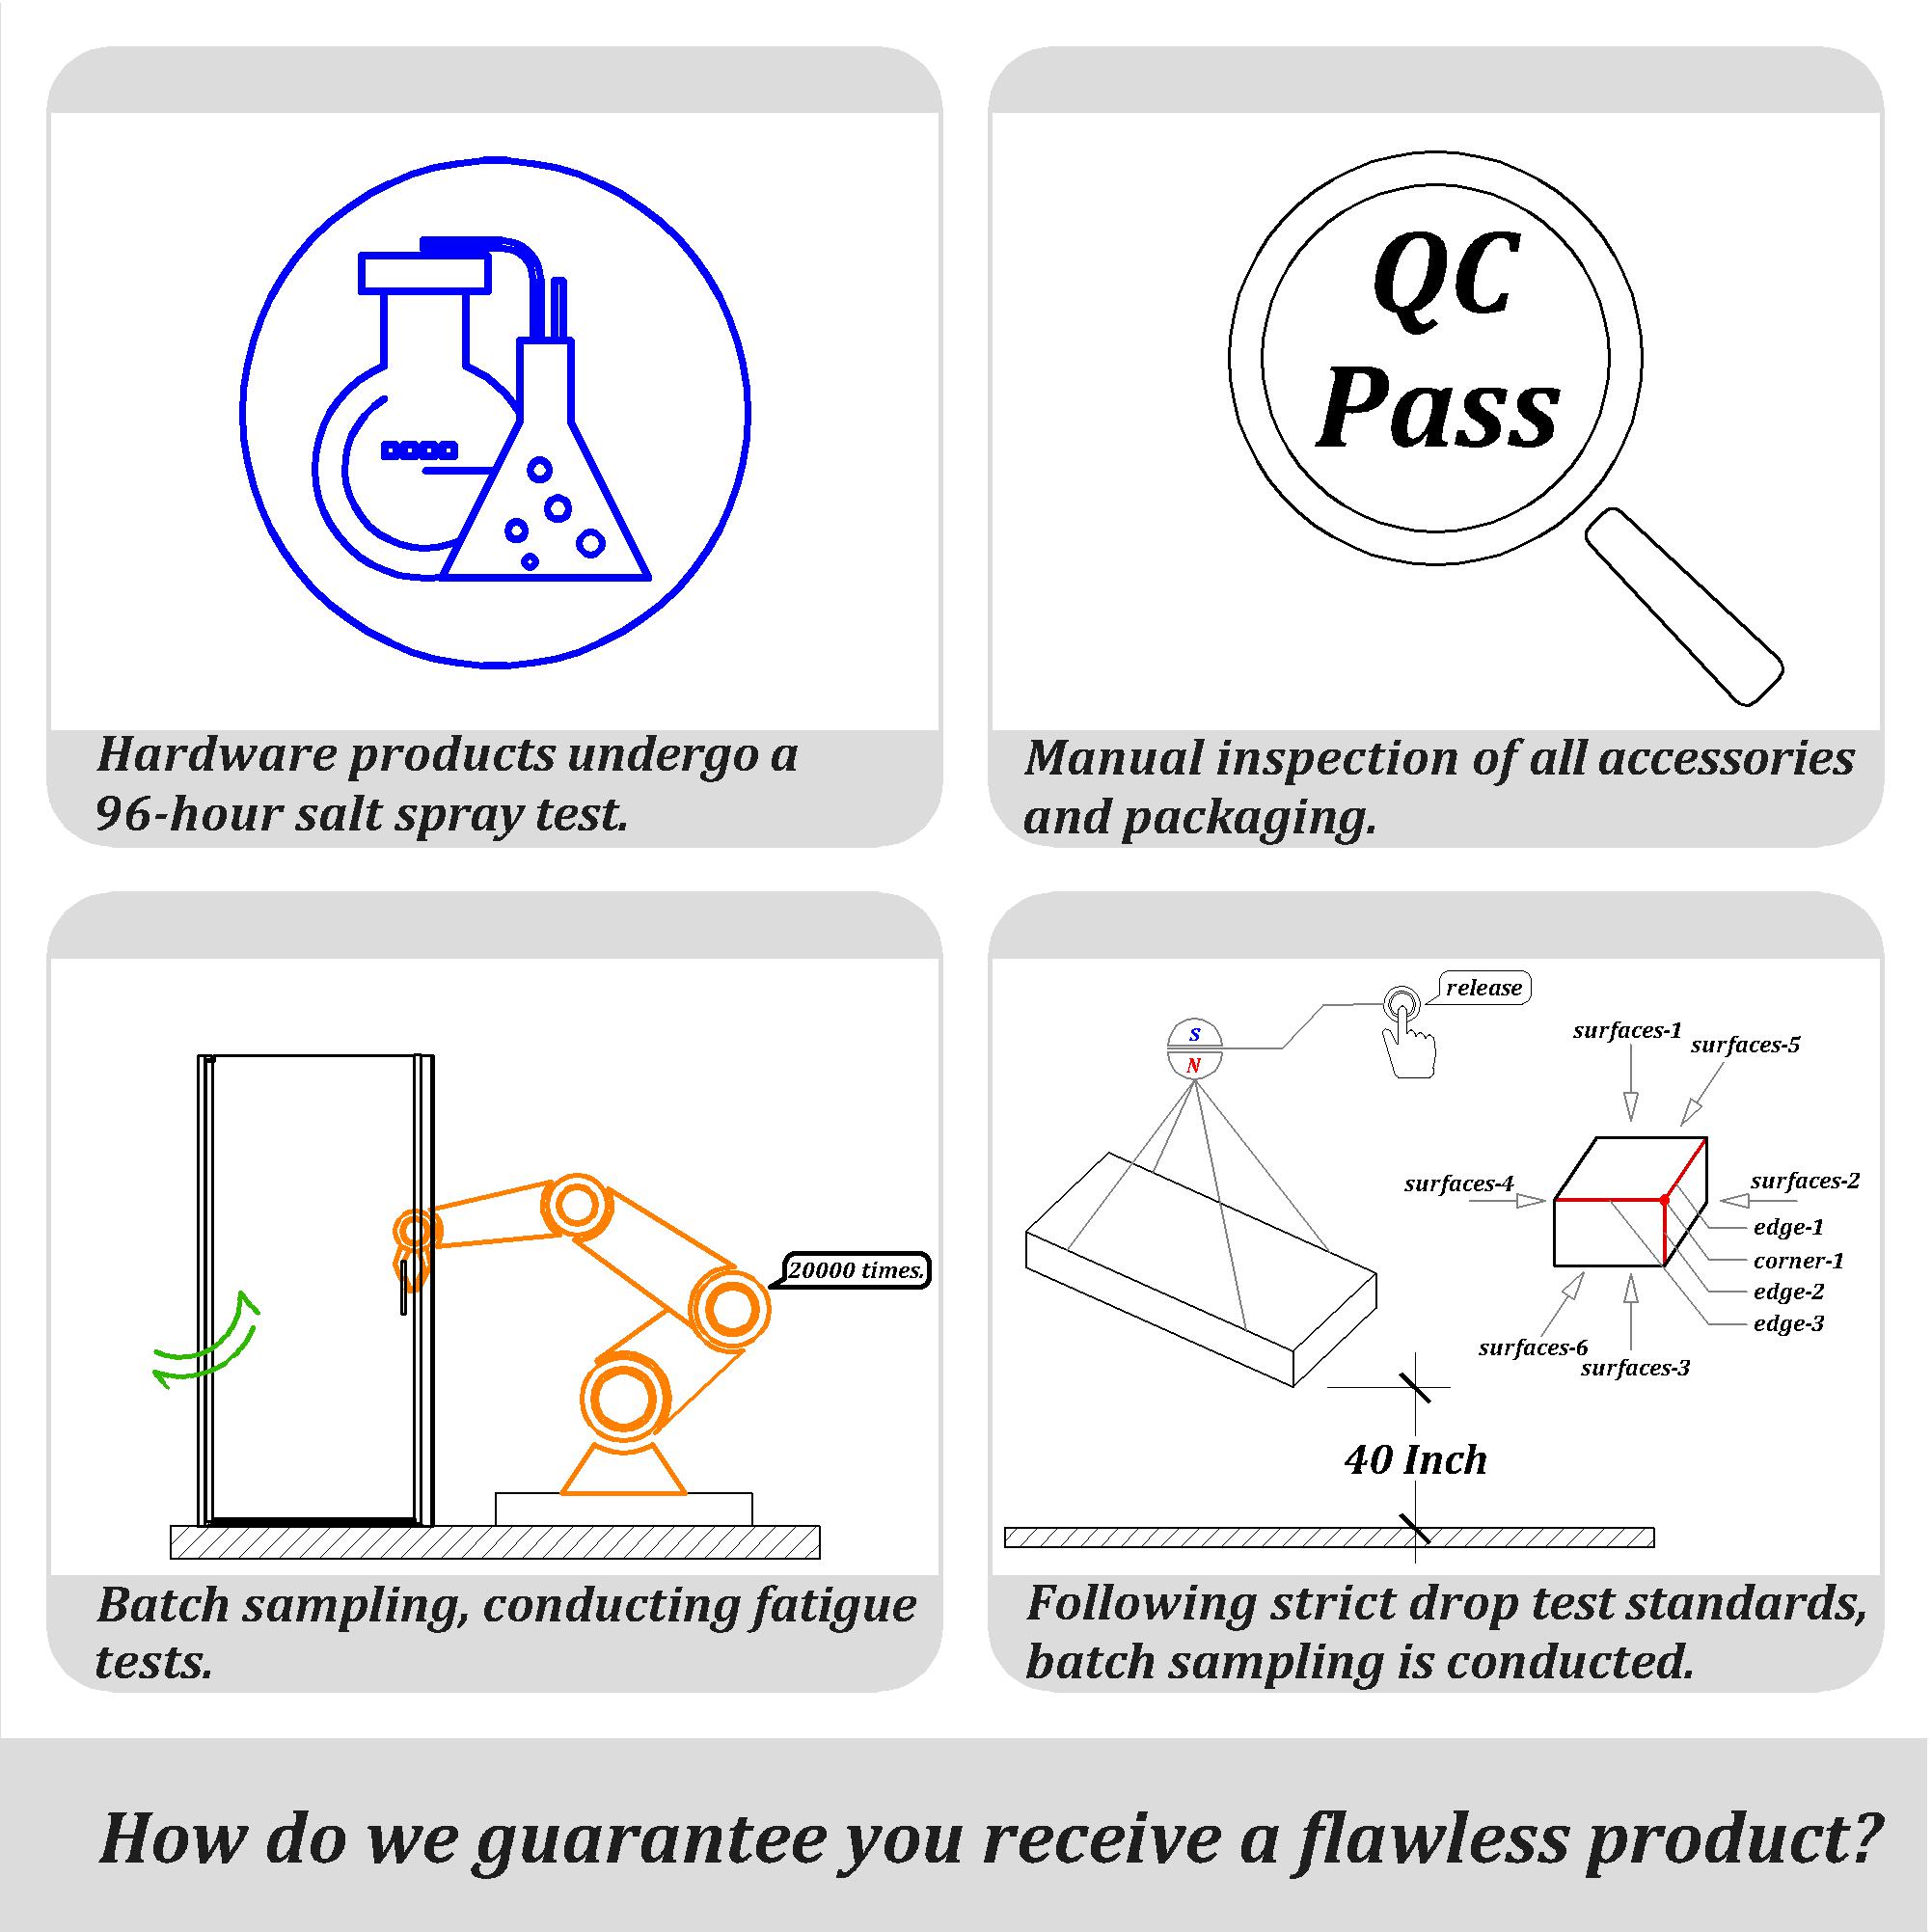 QC
Pass
Hardware products undergo a
96-hour salt spray test.
Manual inspection of all accessories
and packaging.
20000 times.
Batch sampling, conducting fatigue
tests.
release
S
N
surfaces-1
surfaces-5
surfaces-4
surfaces-2
edge-1
corner-1
edge-2
edge-3
surfaces-6
surfaces-3
40 Inch
Following strict drop test standards,
batch sampling is conducted.
How do we guarantee you receive a flawless product?